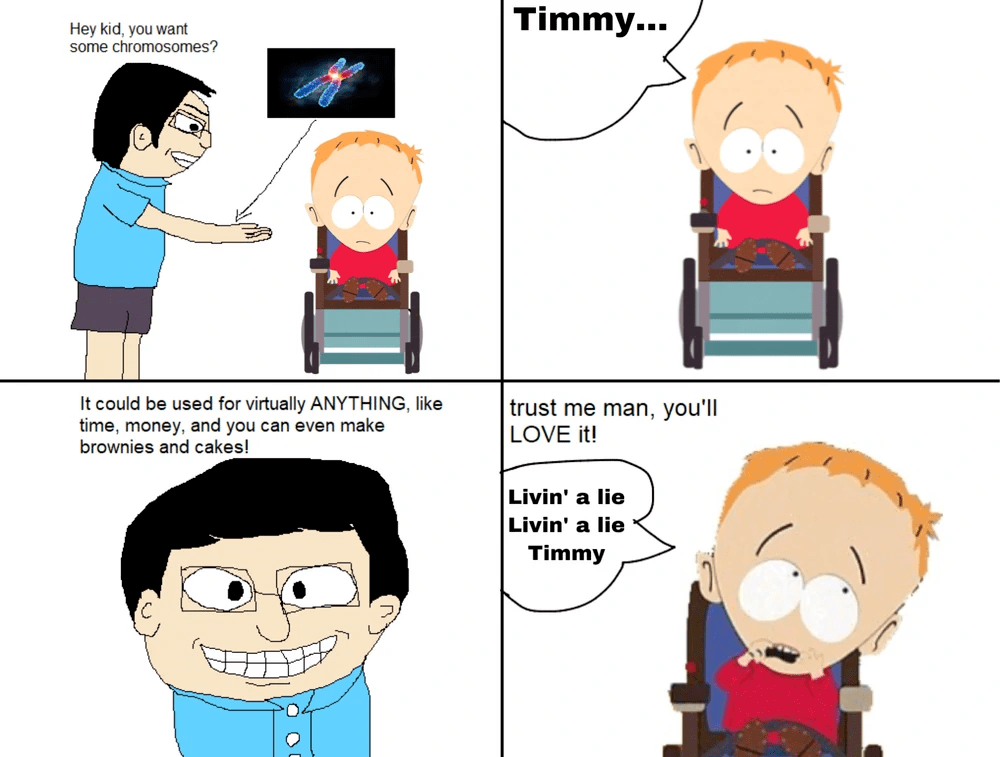 Hey kid, you want
some chromosomes?
Timmy...
It could be used for virtually ANYTHING, like
time, money, and you can even make
brownies and cakes!
trust me man, you'll
LOVE it!
Livin' a lie
Livin' a lie
Timmy